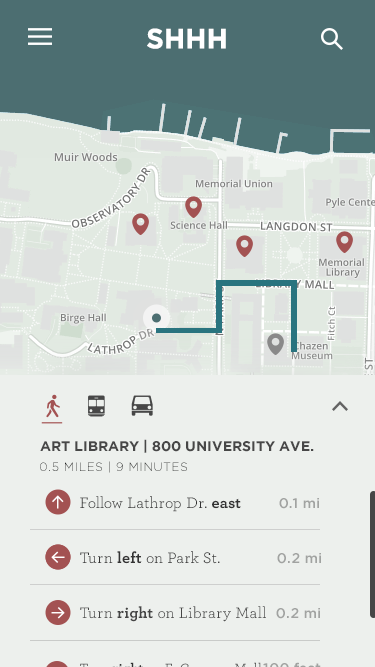 SHHH
Muir Woods
OBSERVATORY DR
Memorial Union
Pyle Cente
Science Hall
LANGDON ST
Memorial
Library
LIBRARY MALL
Birge Hall
LATHROP DR
Fitch Ct
Chazen
Museum
ST
ART LIBRARY | 800 UNIVERSITY AVE.
0.5 MILES | 9 MINUTES
Follow Lathrop Dr. east 0.1 mi
Turn left on Park St. 0.2 mi
Turn right on Library Mall 0.2 mi